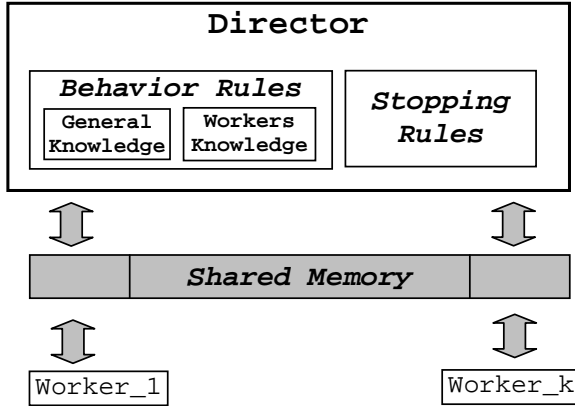 Director
Behavior Rules
General
Knowledge
Workers
Knowledge
Stopping
Rules
Shared Memory
Worker_1
Worker_k